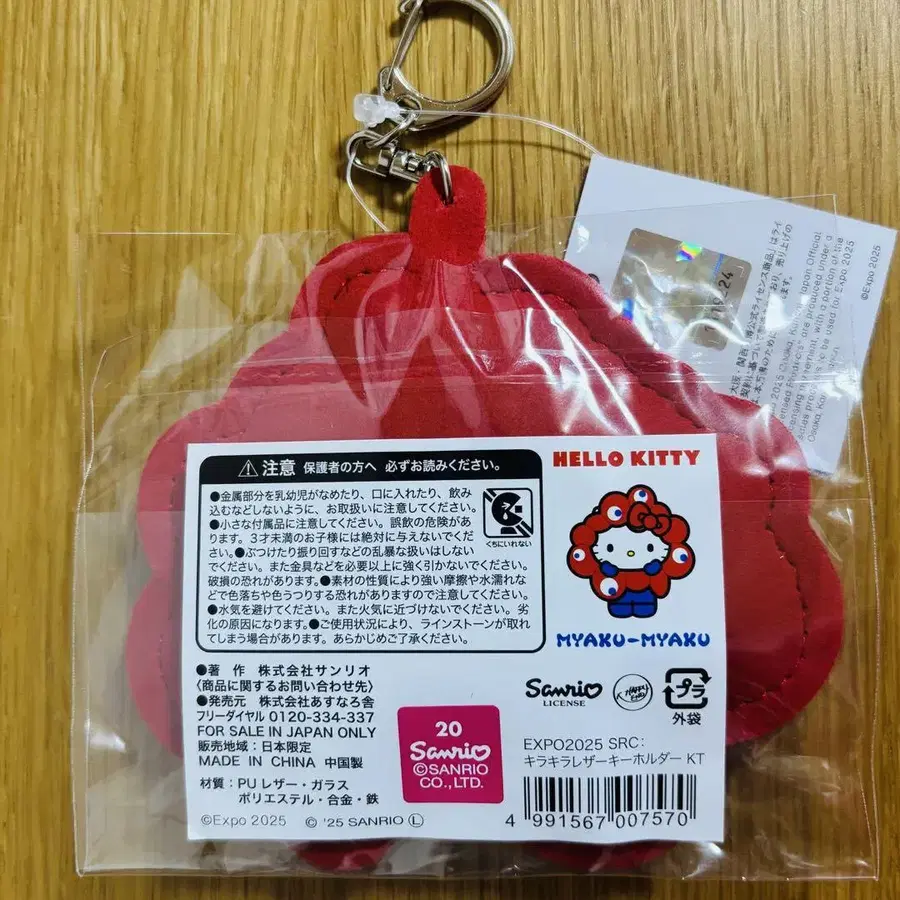 ⚠注意 保護者の方へ 必ずお読みください。
●金属部分を乳幼児がなめたり、口に入れたり、飲み
込むなどしないように、お取扱いに注意してください。
●小さな付属品に注意してください。誤飲の危険があ
ります。3才未満のお子様には絶対に与えないでくだ
さい。●ぶつけたり振り回すなどの乱暴な扱いはしない
でください。また金具などを必要以上に強く引かないでください。
破損の恐れがあります。●素材の性質により強い摩擦や水濡れな
どで色落ちや色うつりする恐れがありますので注意してください。
●水気を避けてください。また火気に近づけないでください。劣
化の原因になります。●ご使用状況により、ラインストーンが取れ
てしまう場合があります。あらかじめご了承ください。
くちにいれない
HELLO KITTY
MYAKU-MYAKU
●著 作 株式会社サンリオ
〈商品に関するお問い合わせ先〉
●発売元 株式会社あすなろ舎
フリーダイヤル 0120-334-337
FOR SALE IN JAPAN ONLY
販売地域:日本限定
MADE IN CHINA 中国製
材質:PU レザー・ガラス
ポリエステル・合金・鉄
©Expo 2025 © '25 SANRIO Ⓛ
20
Sanrio
©SANRIO
CO., LTD.
Sanrio
LICENSE
プラ
外袋
EXPO2025 SRC:
キラキラレザーキーホルダー KT
4 991567 007570
©Expo 2025